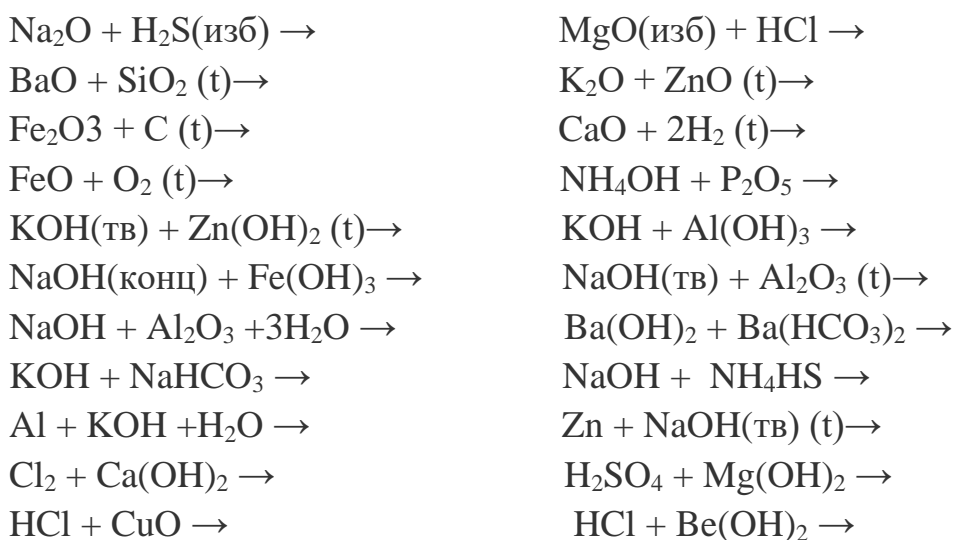 Na₂O + H₂S(изб) → MgO(изб) + HCl →
BaO + SiO₂ (t)→ K₂O + ZnO (t)→
Fe₂O3 + C (t)→ CaO + 2H₂ (t)→
FeO + O₂ (t)→ NH₄OH + P₂O₅ →
KOH(тв) + Zn(OH)₂ (t)→ KOH + Al(OH)₃ →
NaOH(конц) + Fe(OH)₃ → NaOH(тв) + Al₂O₃ (t)→
NaOH + Al₂O₃ +3H₂O → Ba(OH)₂ + Ba(HCO₃)₂ →
KOH + NaHCO₃ → NaOH + NH₄HS →
Al + KOH +H₂O → Zn + NaOH(тв) (t)→
Cl₂ + Ca(OH)₂ → H₂SO₄ + Mg(OH)₂ →
HCl + CuO → HCl + Be(OH)₂ →